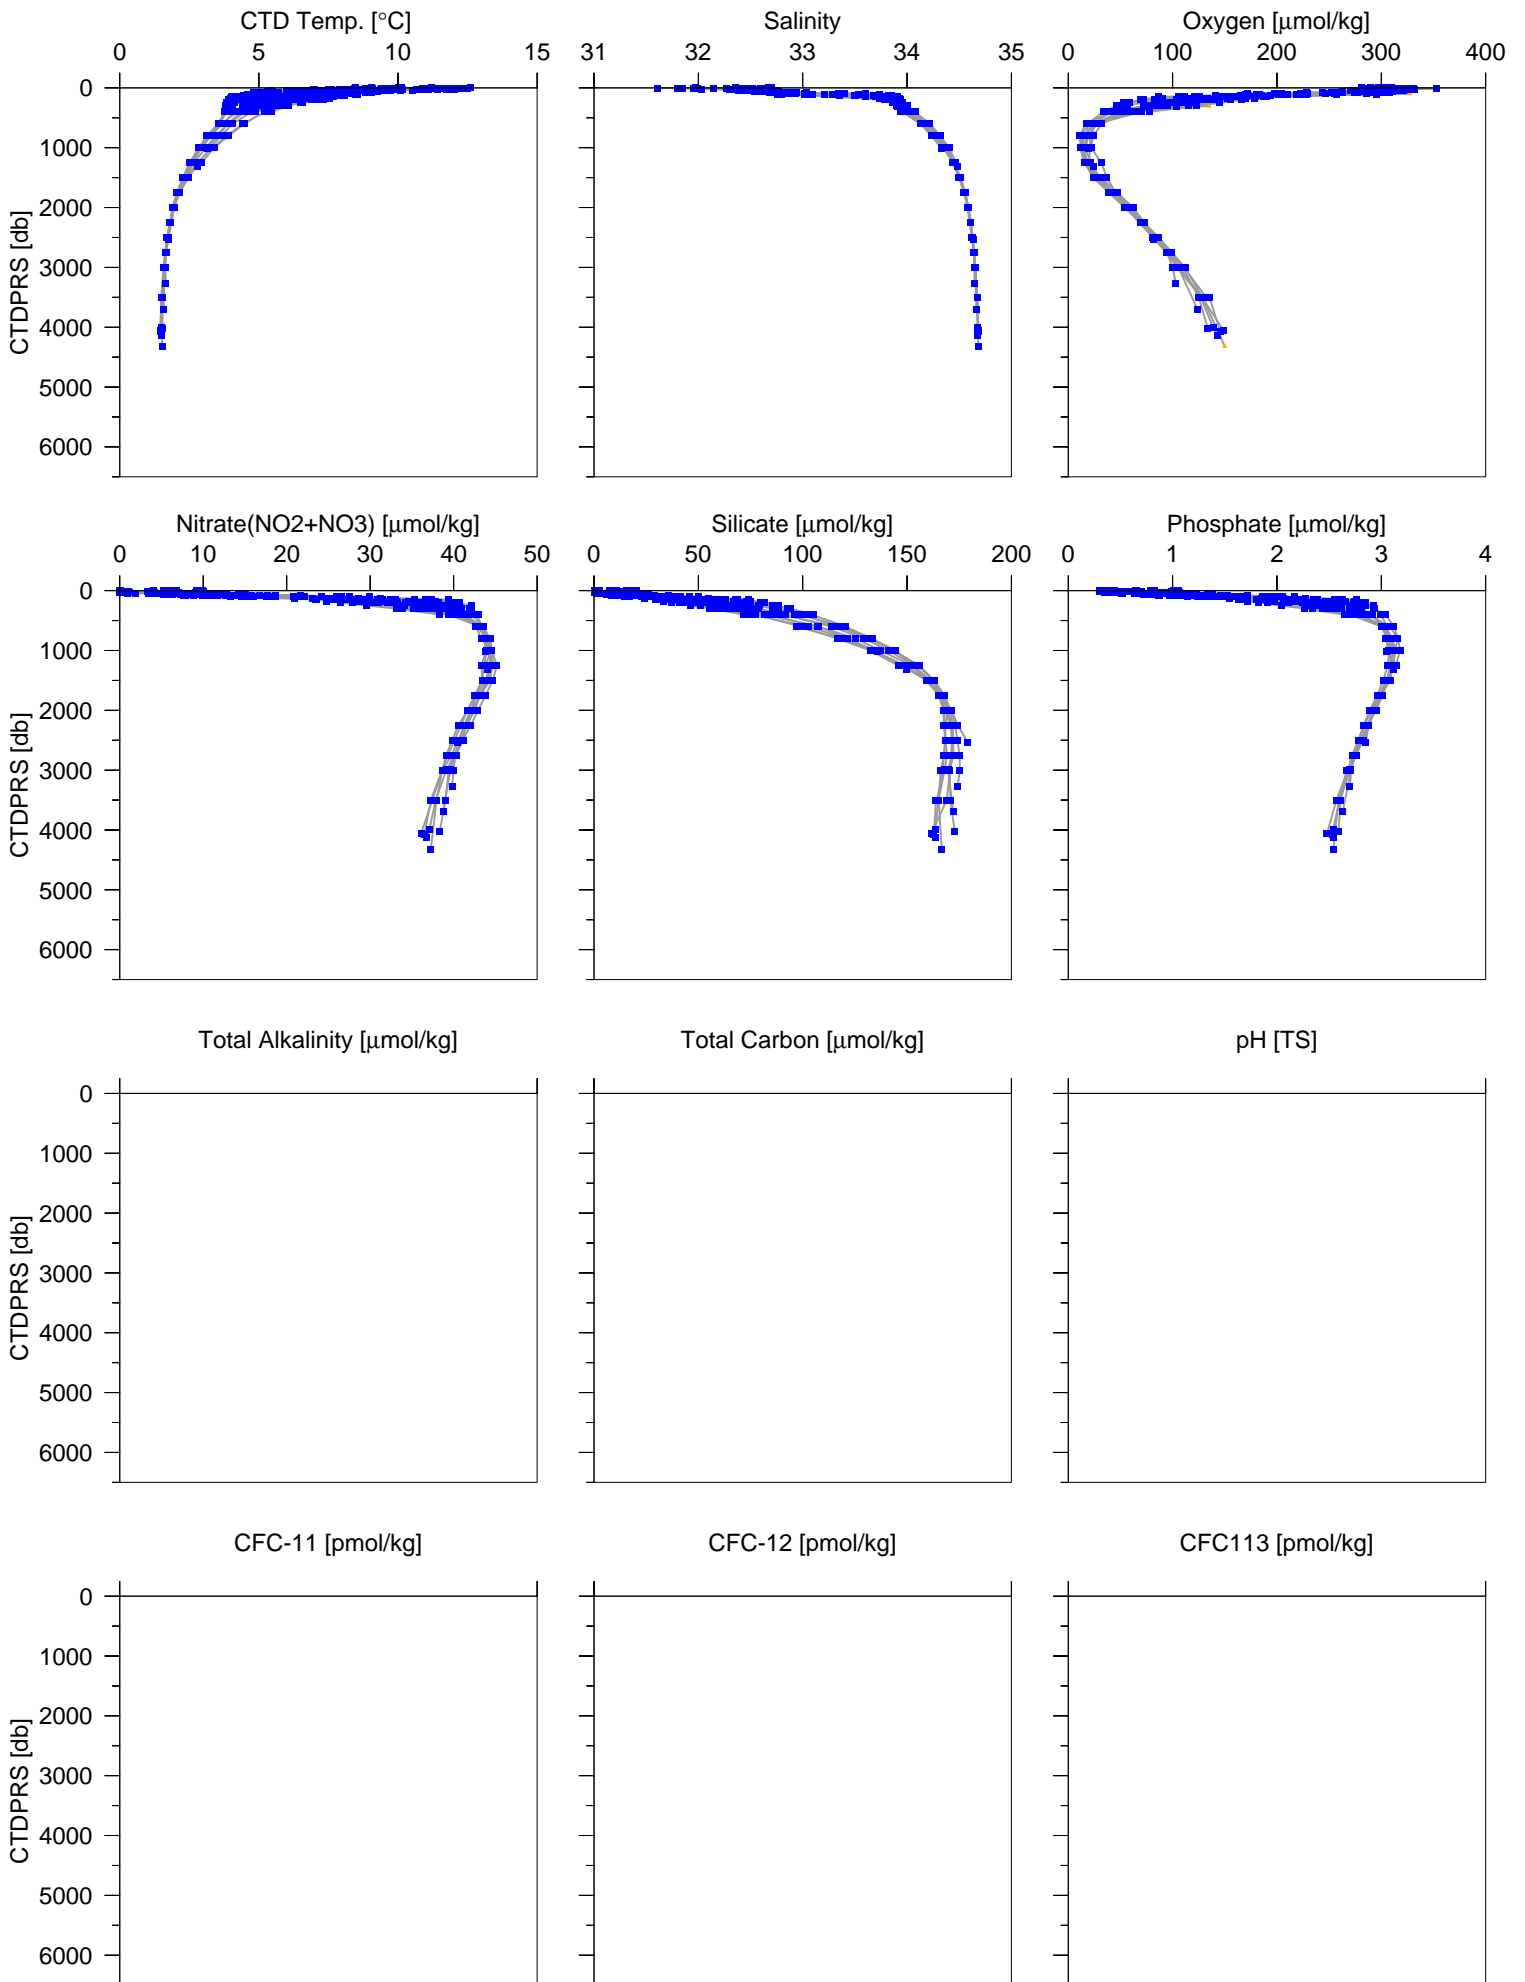 CTD Temp. [°C] Salinity Oxygen [µmol/kg]
0 5 10 15 31 32 33 34 35 0 100 200 300 400
0
1000
2000
3000
4000
5000
6000
CTDPRS [db]
Nitrate(NO2+NO3) [µmol/kg] Silicate [µmol/kg] Phosphate [µmol/kg]
0 10 20 30 40 50 0 50 100 150 200 0 1 2 3 4
0
1000
2000
3000
4000
5000
6000
CTDPRS [db]
Total Alkalinity [µmol/kg] Total Carbon [µmol/kg] pH [TS]
0
1000
2000
3000
4000
5000
6000
CTDPRS [db]
CFC-11 [pmol/kg] CFC-12 [pmol/kg] CFC113 [pmol/kg]
0
1000
2000
3000
4000
5000
6000
CTDPRS [db]